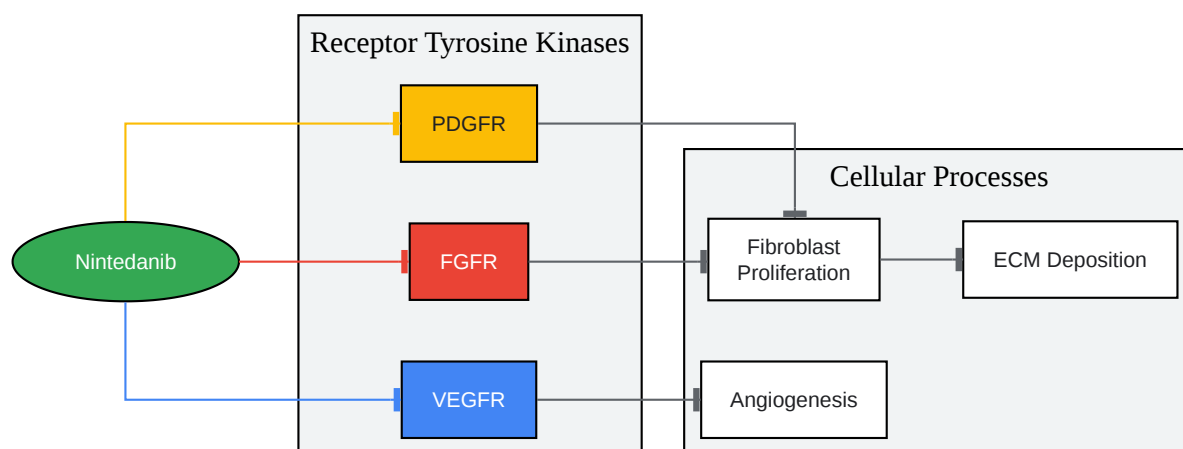 Receptor Tyrosine Kinases
PDGFR
Cellular Processes
Nintedanib
FGFR
Fibroblast
Proliferation
ECM Deposition
VEGFR
Angiogenesis